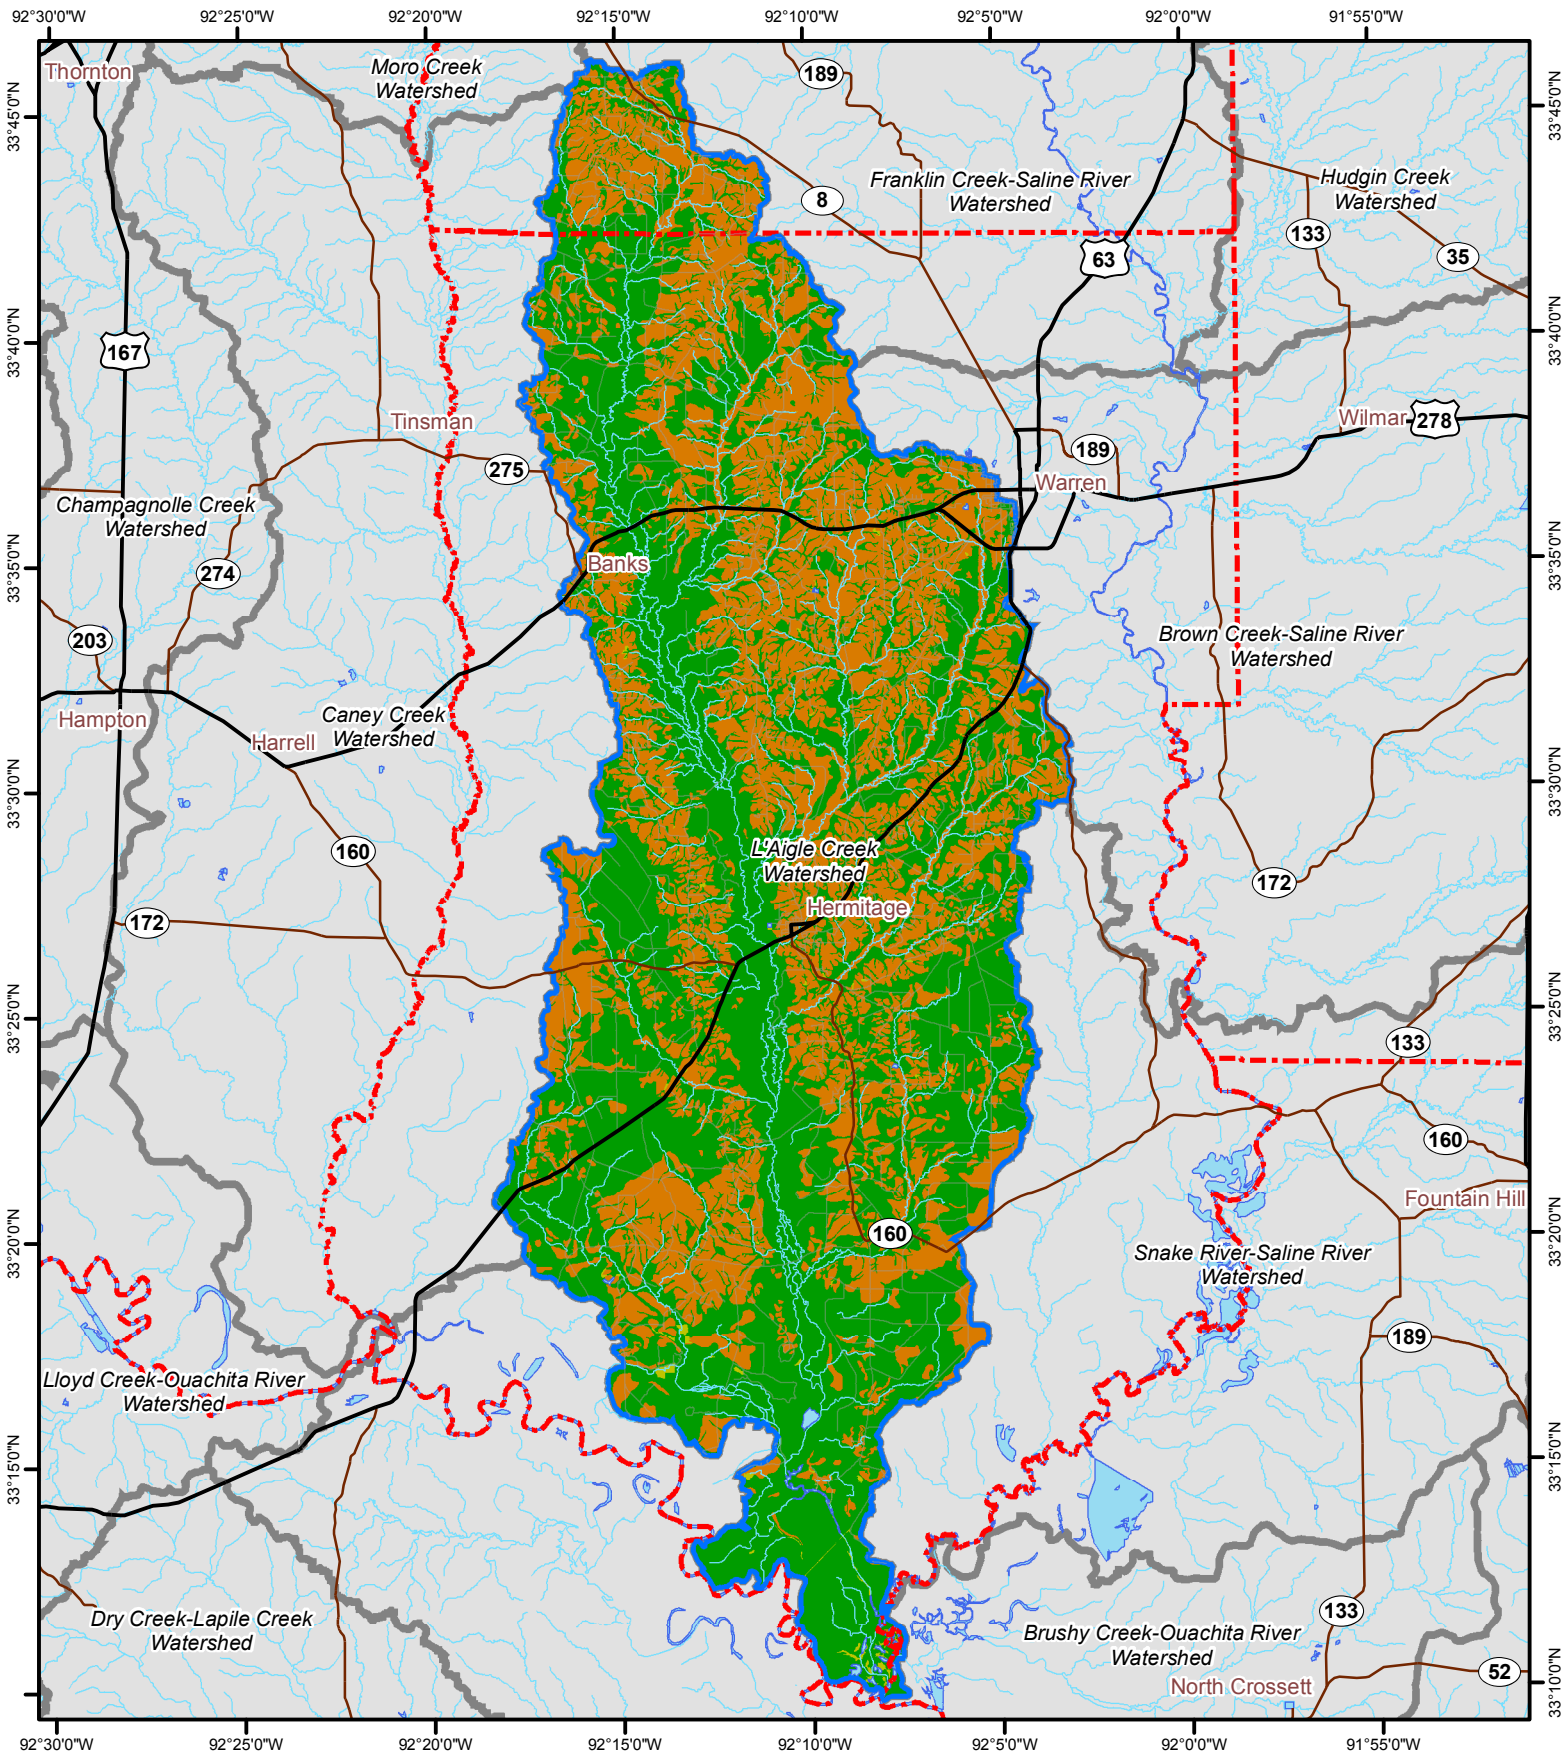 92°30'0"W 92°25'0"W 92°20'0"W 92°15'0"W 92°10'0"W 92°5'0"W 92°0'0"W 91°55'0"W
Thornton
Moro Creek
Watershed
189
33°45'0"N
33°45'0"N
Franklin Creek-Saline River
Watershed
8
Hudgin Creek
Watershed
133
35
63
33°40'0"N
167
33°40'0"N
Tinsman
275
Wilmar
278
189
Warren
Champagnolle Creek
Watershed
274
33°35'0"N
33°35'0"N
Banks
203
Brown Creek-Saline River
Watershed
Hampton
Caney Creek
Watershed
Harrell
33°30'0"N
33°30'0"N
160
L'Aigle Creek
Watershed
172
Hermitage
172
33°25'0"N
33°25'0"N
133
160
Fountain Hill
33°20'0"N
33°20'0"N
160
Snake River-Saline River
Watershed
189
Lloyd Creek-Ouachita River
Watershed
33°15'0"N
33°15'0"N
Dry Creek-Lapile Creek
Watershed
133
Brushy Creek-Ouachita River
Watershed
52
North Crossett
33°10'0"N
92°30'0"W 92°25'0"W 92°20'0"W 92°15'0"W 92°10'0"W 92°5'0"W 92°0'0"W 91°55'0"W